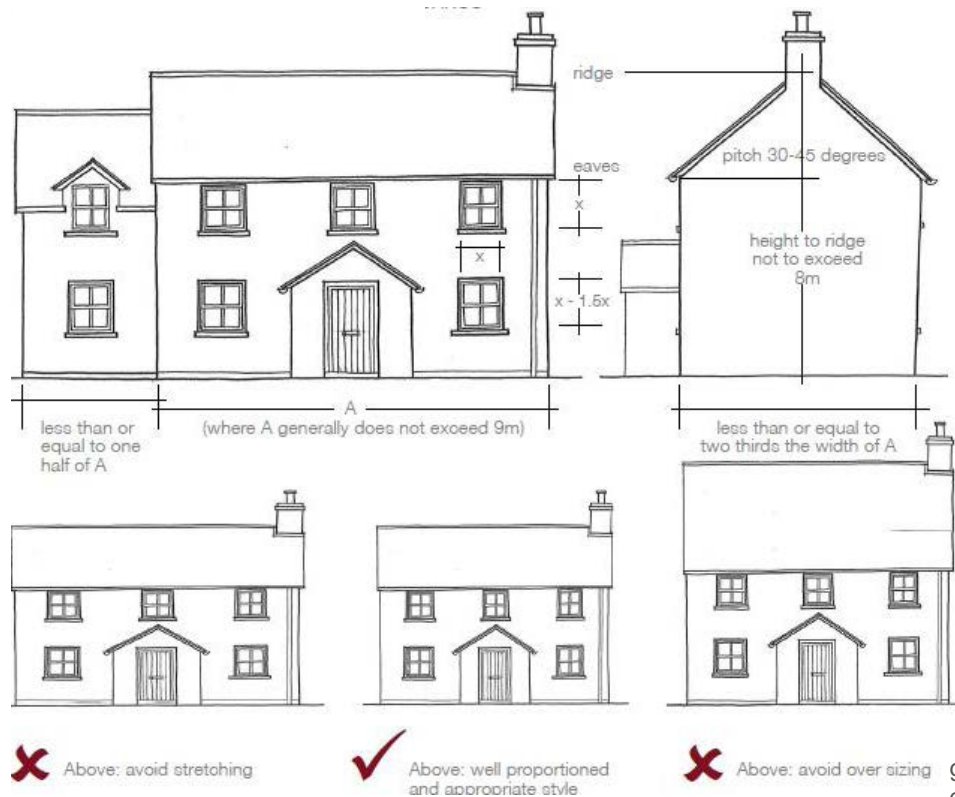 ridge
eaves
pitch 30-45 degrees
x
x
x - 1.5x
height to ridge
not to exceed
8m
A
(where A generally does not exceed 9m)
less than or
equal to one
half of A
less than or equal to
two thirds the width of A
Above: avoid stretching
Above: well proportioned
and appropriate style
Above: avoid over sizing